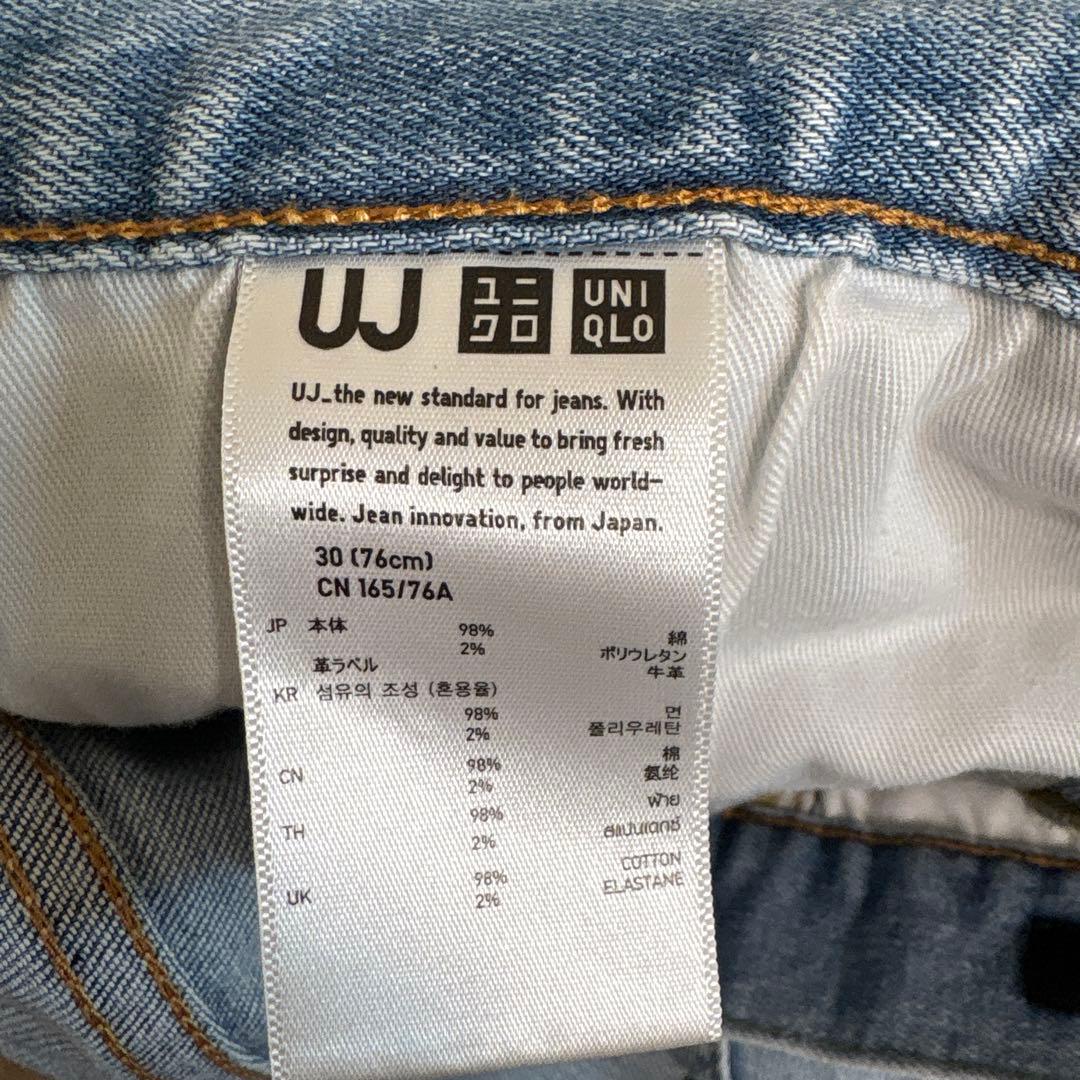 UJ ユニクロ UNIQLO
UJ_the new standard for jeans. With
design, quality and value to bring fresh
surprise and delight to people world-
wide. Jean innovation, from Japan.
30 (76cm)
CN 165/76A
JP 本体 98% 綿
2% ポリウレタン
革ラベル 牛革
KR 섬유의 조성 (혼용율)
98% 면
2% 폴리우레탄
CN 98% 棉
2% 氨纶
TH 98% ฝ้าย
2% สแปนเดกซ์
UK 98% COTTON
2% ELASTANE